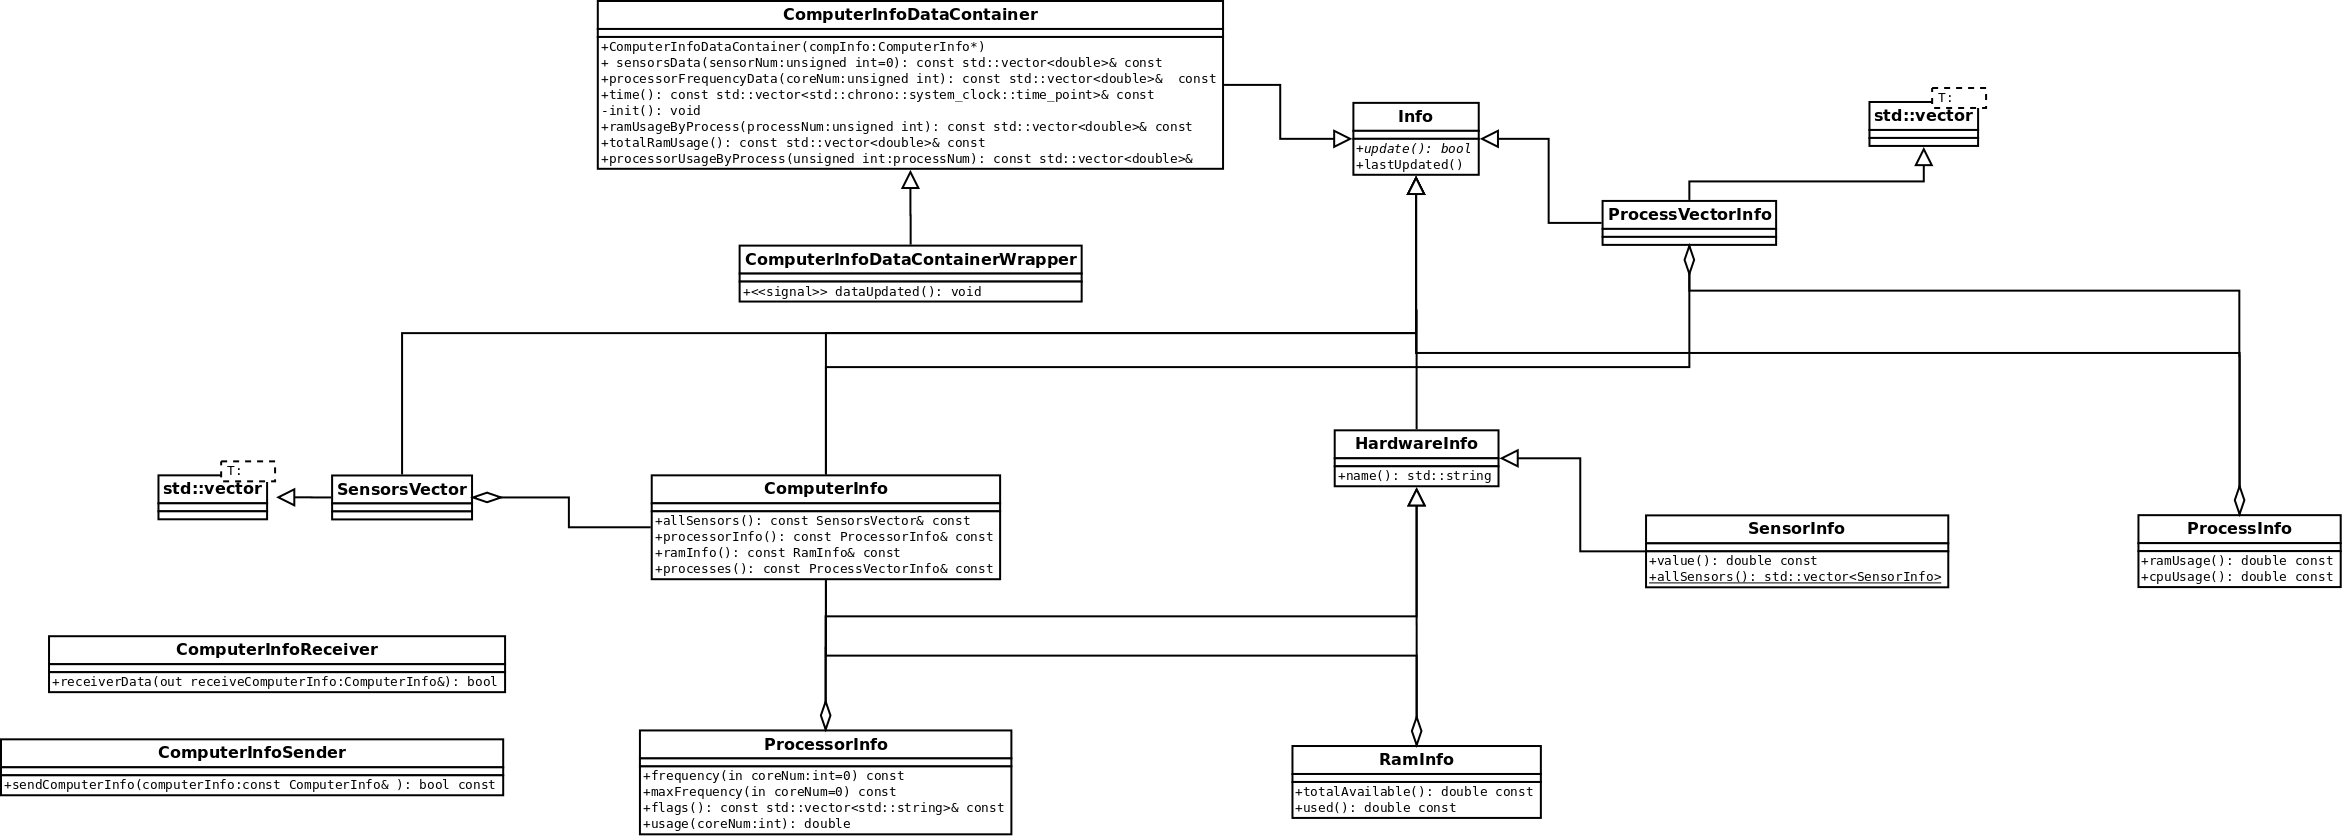 ComputerInfoDataContainer
+ComputerInfoDataContainer(compInfo:ComputerInfo*)
+ sensorsData(sensorNum:unsigned int=0): const std::vector<double>& const
+processorFrequencyData(coreNum:unsigned int): const std::vector<double>&  const
+time(): const std::vector<std::chrono::system_clock::time_point>& const
-init(): void
+ramUsageByProcess(processNum:unsigned int): const std::vector<double>& const
+totalRamUsage(): const std::vector<double>& const
+processorUsageByProcess(unsigned int:processNum): const std::vector<double>&
Info
+update(): bool
+lastUpdated()
T:
std::vector
ProcessVectorInfo
ComputerInfoDataContainerWrapper
+<<signal>> dataUpdated(): void
T:
std::vector
SensorsVector
ComputerInfo
+allSensors(): const SensorsVector& const
+processorInfo(): const ProcessorInfo& const
+ramInfo(): const RamInfo& const
+processes(): const ProcessVectorInfo& const
HardwareInfo
+name(): std::string
SensorInfo
+value(): double const
+allSensors(): std::vector<SensorInfo>
ProcessInfo
+ramUsage(): double const
+cpuUsage(): double const
ComputerInfoReceiver
+receiverData(out receiveComputerInfo:ComputerInfo&): bool
ComputerInfoSender
+sendComputerInfo(computerInfo:const ComputerInfo& ): bool const
ProcessorInfo
+frequency(in coreNum:int=0) const
+maxFrequency(in coreNum=0) const
+flags(): const std::vector<std::string>& const
+usage(coreNum:int): double
RamInfo
+totalAvailable(): double const
+used(): double const